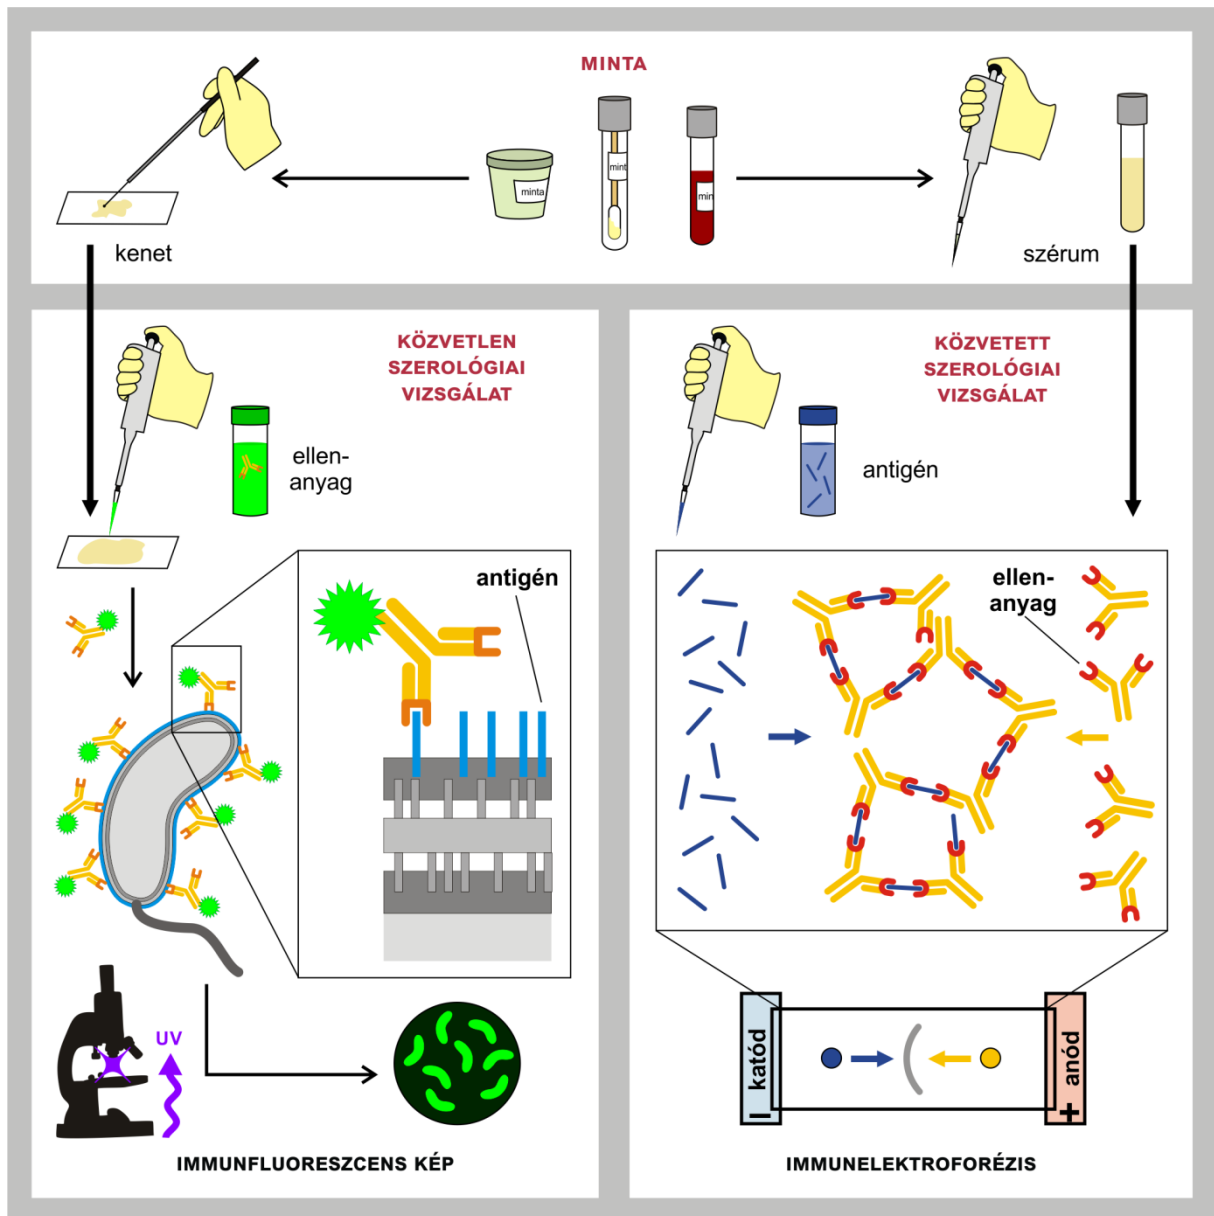 MINTA
minta
mint
min
kenet
szérum
KÖZVETLEN
SZEROLÓGIAI
VIZSGÁLAT
ellen-
anyag
antigén
UV
IMMUNFLUORESZCENS KÉP
KÖZVETETT
SZEROLÓGIAI
VIZSGÁLAT
antigén
ellen-
anyag
katód
–
anód
+
IMMUNELEKTROFORÉZIS